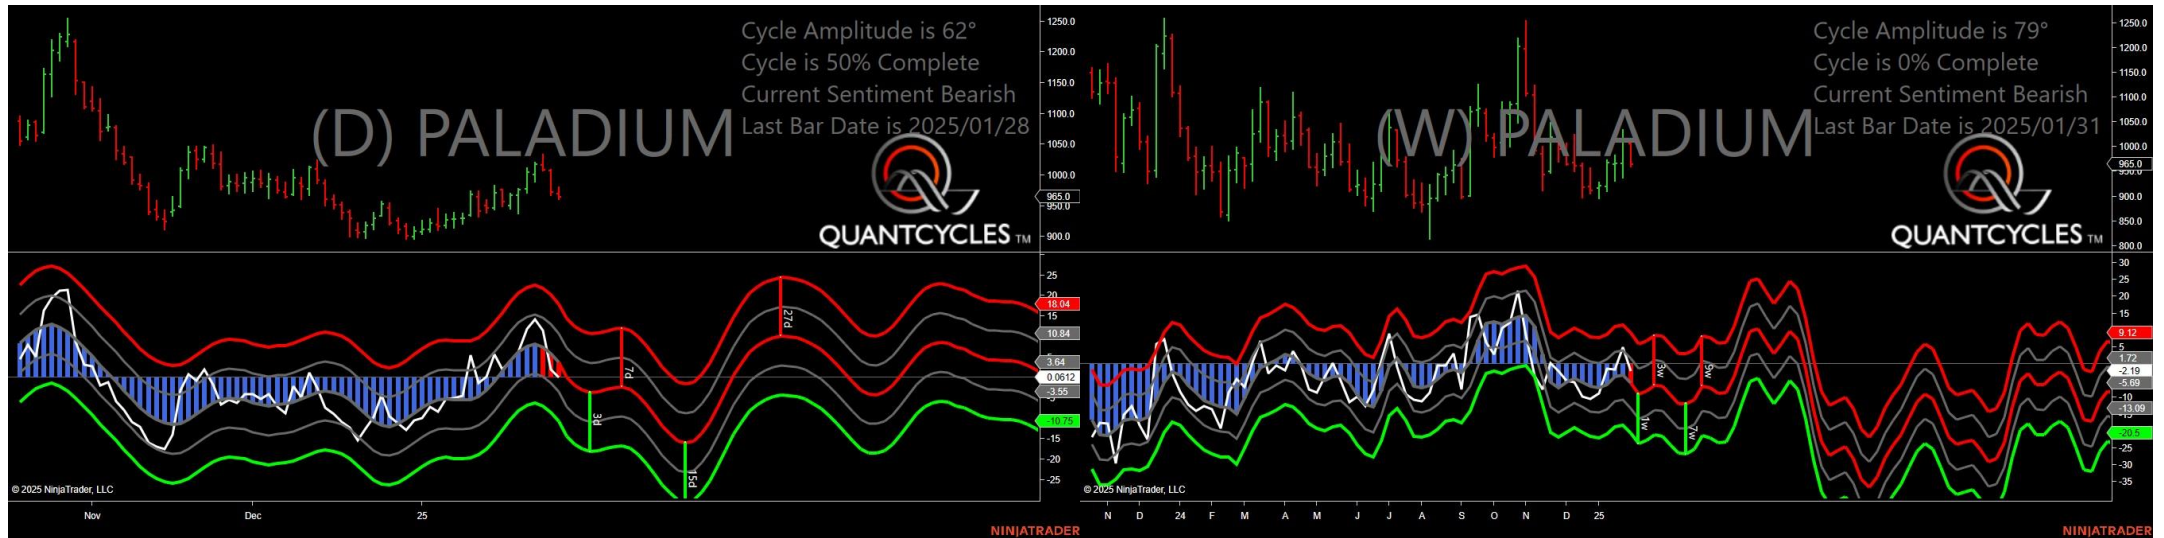 Cycle Amplitude is 62°
Cycle is 50% Complete
Current Sentiment Bearish
Last Bar Date is 2025/01/28
(D) PALADIUM
QUANTCYCLES TM
1250.0
1200.0
1150.0
1100.0
1050.0
1000.0
965.0
950.0
900.0
25
20
18.04
15
10.84
3.64
0.0612
-3.55
-10.75
-15
-20
-25
3d
7d
15d
27d
© 2025 NinjaTrader, LLC
Nov
Dec
25
NINJATRADER
Cycle Amplitude is 79°
Cycle is 0% Complete
Current Sentiment Bearish
Last Bar Date is 2025/01/31
(W) PALADIUM
QUANTCYCLES TM
1250.0
1200.0
1150.0
1100.0
1050.0
1000.0
965.0
950.0
900.0
850.0
800.0
30
25
20
15
9.12
5
1.72
-2.19
-5.69
-10
-13.09
-20.5
-25
-30
-35
1w
3w
7w
9w
© 2025 NinjaTrader, LLC
N D 24 F M A M J J A S O N D 25
NINJATRADER